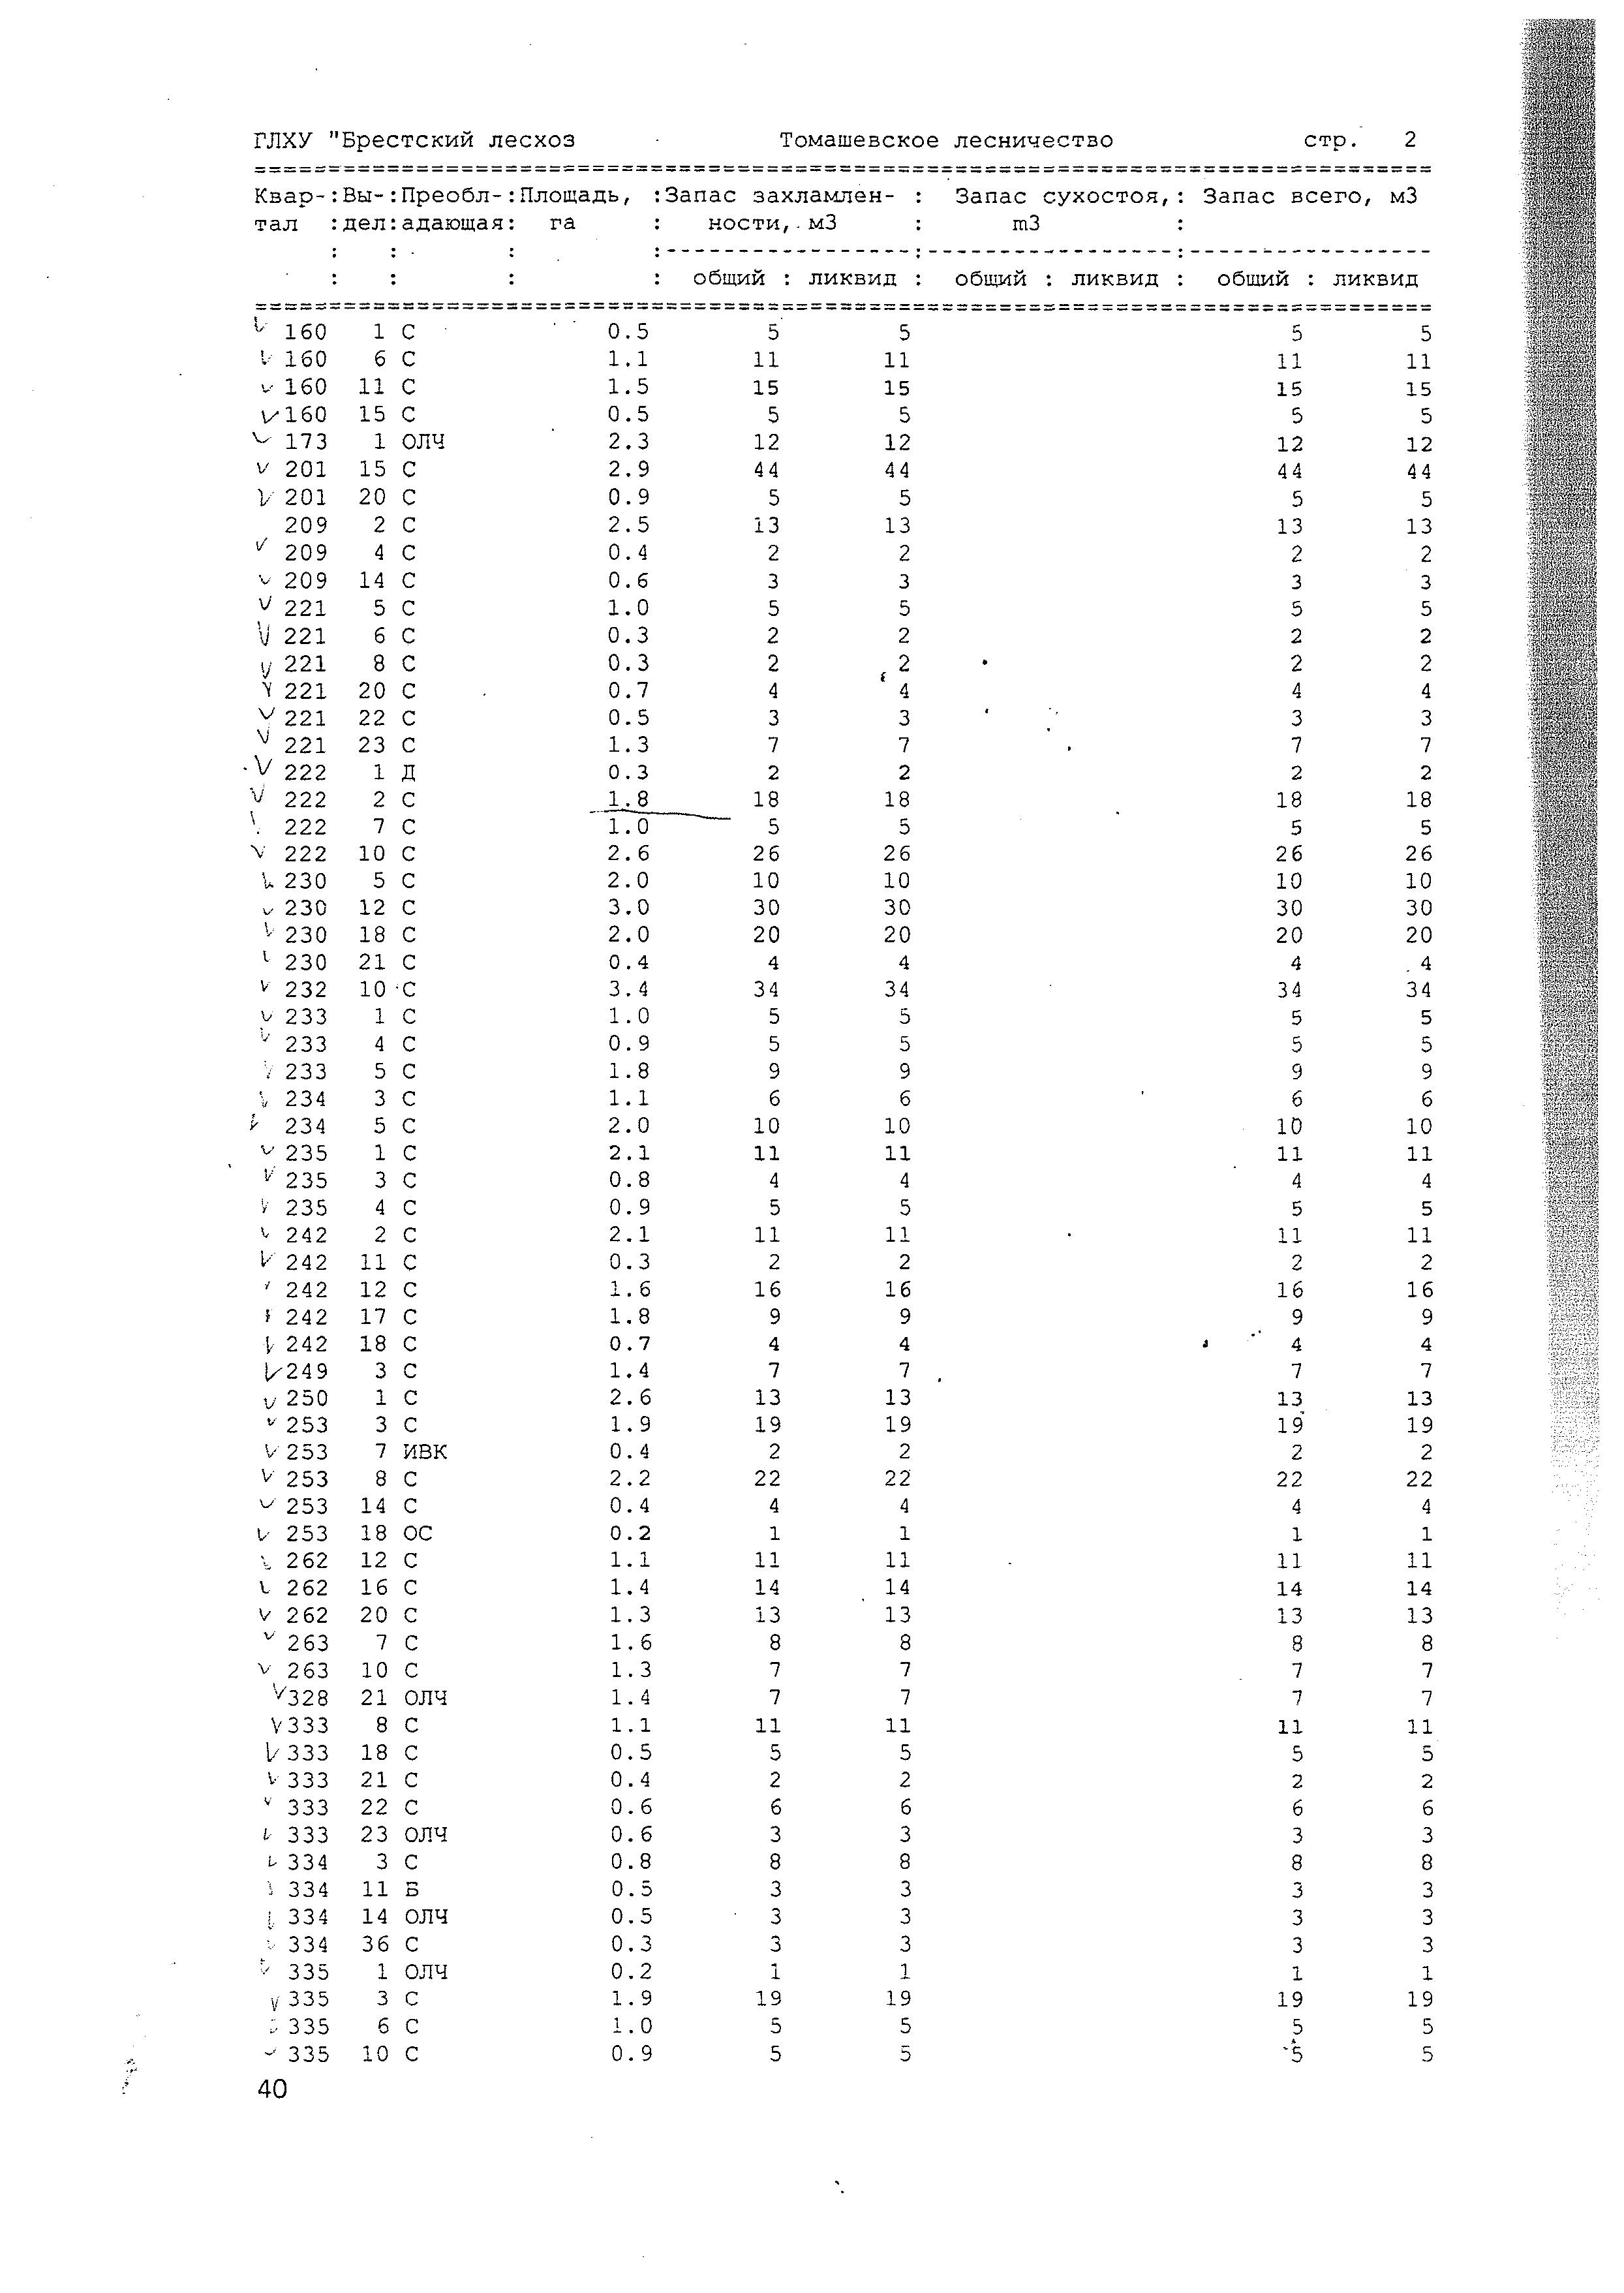 ГЛХУ "Брестский лесхоз Томашевское лесничество стр. 2
================================================================================
Квар-:Вы-:Преобл-:Площадь, :Запас захламлен- : Запас сухостоя,: Запас всего, м3
тал :дел:адающая: га : ности, м3 : m3 :
: : : :-----------------:-----------------:-----------------
: : : : общий : ликвид : общий : ликвид : общий : ликвид
================================================================================
160 1 С 0.5 5 5 5 5
160 6 С 1.1 11 11 11 11
160 11 С 1.5 15 15 15 15
160 15 С 0.5 5 5 5 5
173 1 ОЛЧ 2.3 12 12 12 12
201 15 С 2.9 44 44 44 44
201 20 С 0.9 5 5 5 5
209 2 С 2.5 13 13 13 13
209 4 С 0.4 2 2 2 2
209 14 С 0.6 3 3 3 3
221 5 С 1.0 5 5 5 5
221 6 С 0.3 2 2 2 2
221 8 С 0.3 2 2 2 2
221 20 С 0.7 4 4 4 4
221 22 С 0.5 3 3 3 3
221 23 С 1.3 7 7 7 7
222 1 Д 0.3 2 2 2 2
222 2 С 1.8 18 18 18 18
222 7 С 1.0 5 5 5 5
222 10 С 2.6 26 26 26 26
230 5 С 2.0 10 10 10 10
230 12 С 3.0 30 30 30 30
230 18 С 2.0 20 20 20 20
230 21 С 0.4 4 4 4 4
232 10 С 3.4 34 34 34 34
233 1 С 1.0 5 5 5 5
233 4 С 0.9 5 5 5 5
233 5 С 1.8 9 9 9 9
234 3 С 1.1 6 6 6 6
234 5 С 2.0 10 10 10 10
235 1 С 2.1 11 11 11 11
235 3 С 0.8 4 4 4 4
235 4 С 0.9 5 5 5 5
242 2 С 2.1 11 11 11 11
242 11 С 0.3 2 2 2 2
242 12 С 1.6 16 16 16 16
242 17 С 1.8 9 9 9 9
242 18 С 0.7 4 4 4 4
249 3 С 1.4 7 7 7 7
250 1 С 2.6 13 13 13 13
253 3 С 1.9 19 19 19 19
253 7 ИВК 0.4 2 2 2 2
253 8 С 2.2 22 22 22 22
253 14 С 0.4 4 4 4 4
253 18 ОС 0.2 1 1 1 1
262 12 С 1.1 11 11 11 11
262 16 С 1.4 14 14 14 14
262 20 С 1.3 13 13 13 13
263 7 С 1.6 8 8 8 8
263 10 С 1.3 7 7 7 7
328 21 ОЛЧ 1.4 7 7 7 7
333 8 С 1.1 11 11 11 11
333 18 С 0.5 5 5 5 5
333 21 С 0.4 2 2 2 2
333 22 С 0.6 6 6 6 6
333 23 ОЛЧ 0.6 3 3 3 3
334 3 С 0.8 8 8 8 8
334 11 Б 0.5 3 3 3 3
334 14 ОЛЧ 0.5 3 3 3 3
334 36 С 0.3 3 3 3 3
335 1 ОЛЧ 0.2 1 1 1 1
335 3 С 1.9 19 19 19 19
335 6 С 1.0 5 5 5 5
335 10 С 0.9 5 5 5 5
40